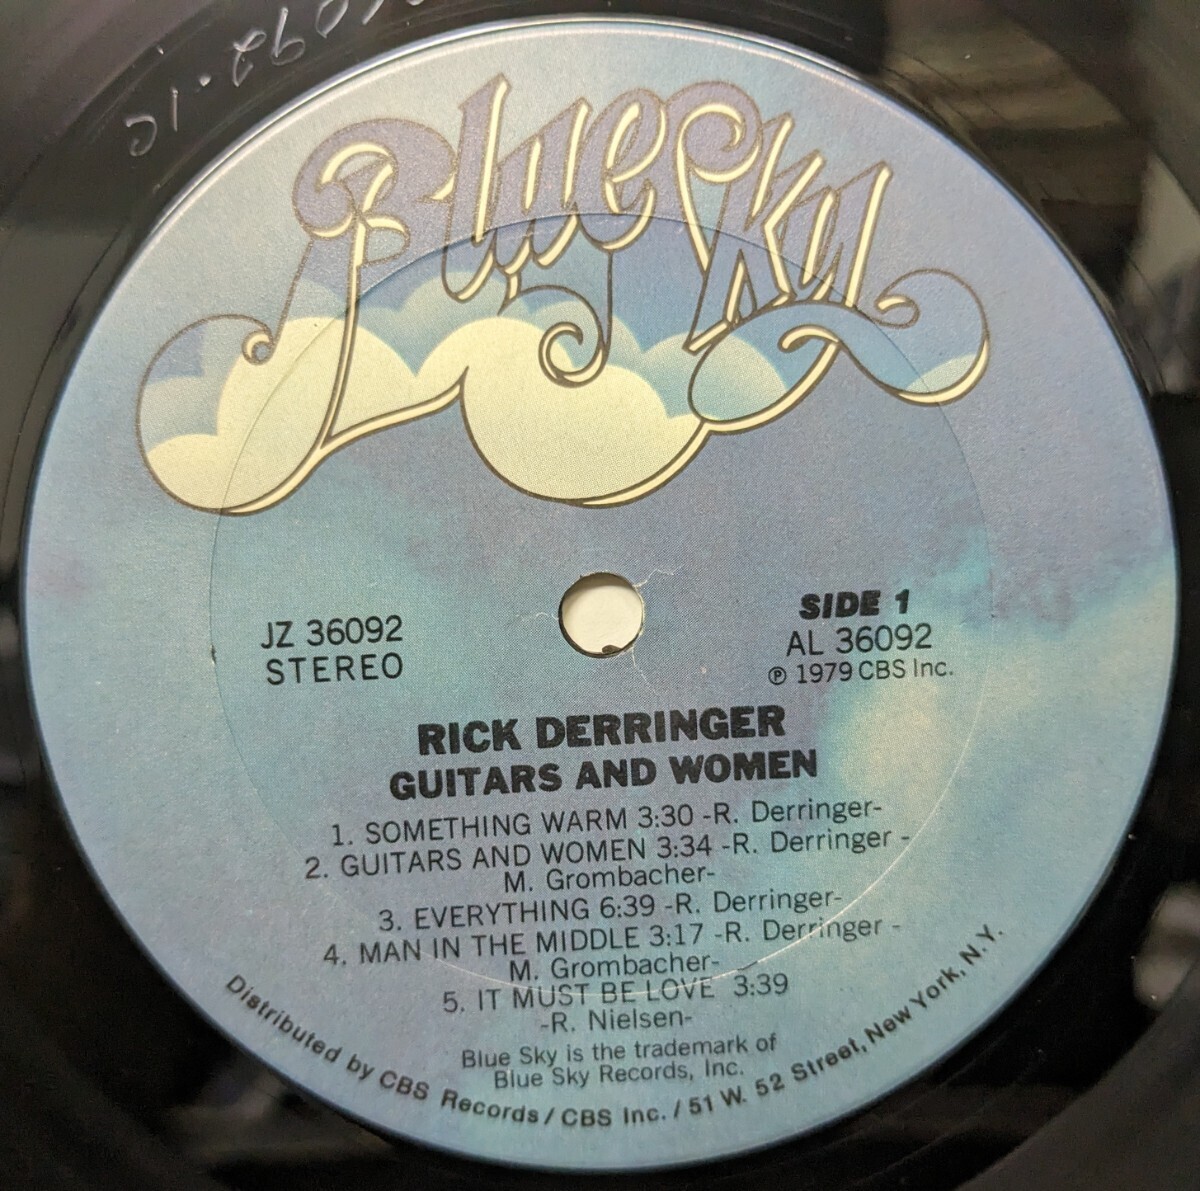 6092-1C
Blue Sky
JZ 36092
STEREO
SIDE 1
AL 36092
℗ 1979 CBS Inc.
RICK DERRINGER
GUITARS AND WOMEN
1. SOMETHING WARM 3:30 -R. Derringer-
2. GUITARS AND WOMEN 3:34 -R. Derringer -
M. Grombacher-
3. EVERYTHING 6:39 -R. Derringer-
4. MAN IN THE MIDDLE 3:17 -R. Derringer -
M. Grombacher-
5. IT MUST BE LOVE 3:39
-R. Nielsen-
Blue Sky is the trademark of
Blue Sky Records, Inc.
Distributed by CBS Records / CBS Inc. / 51 W. 52 Street, New York, N.Y.